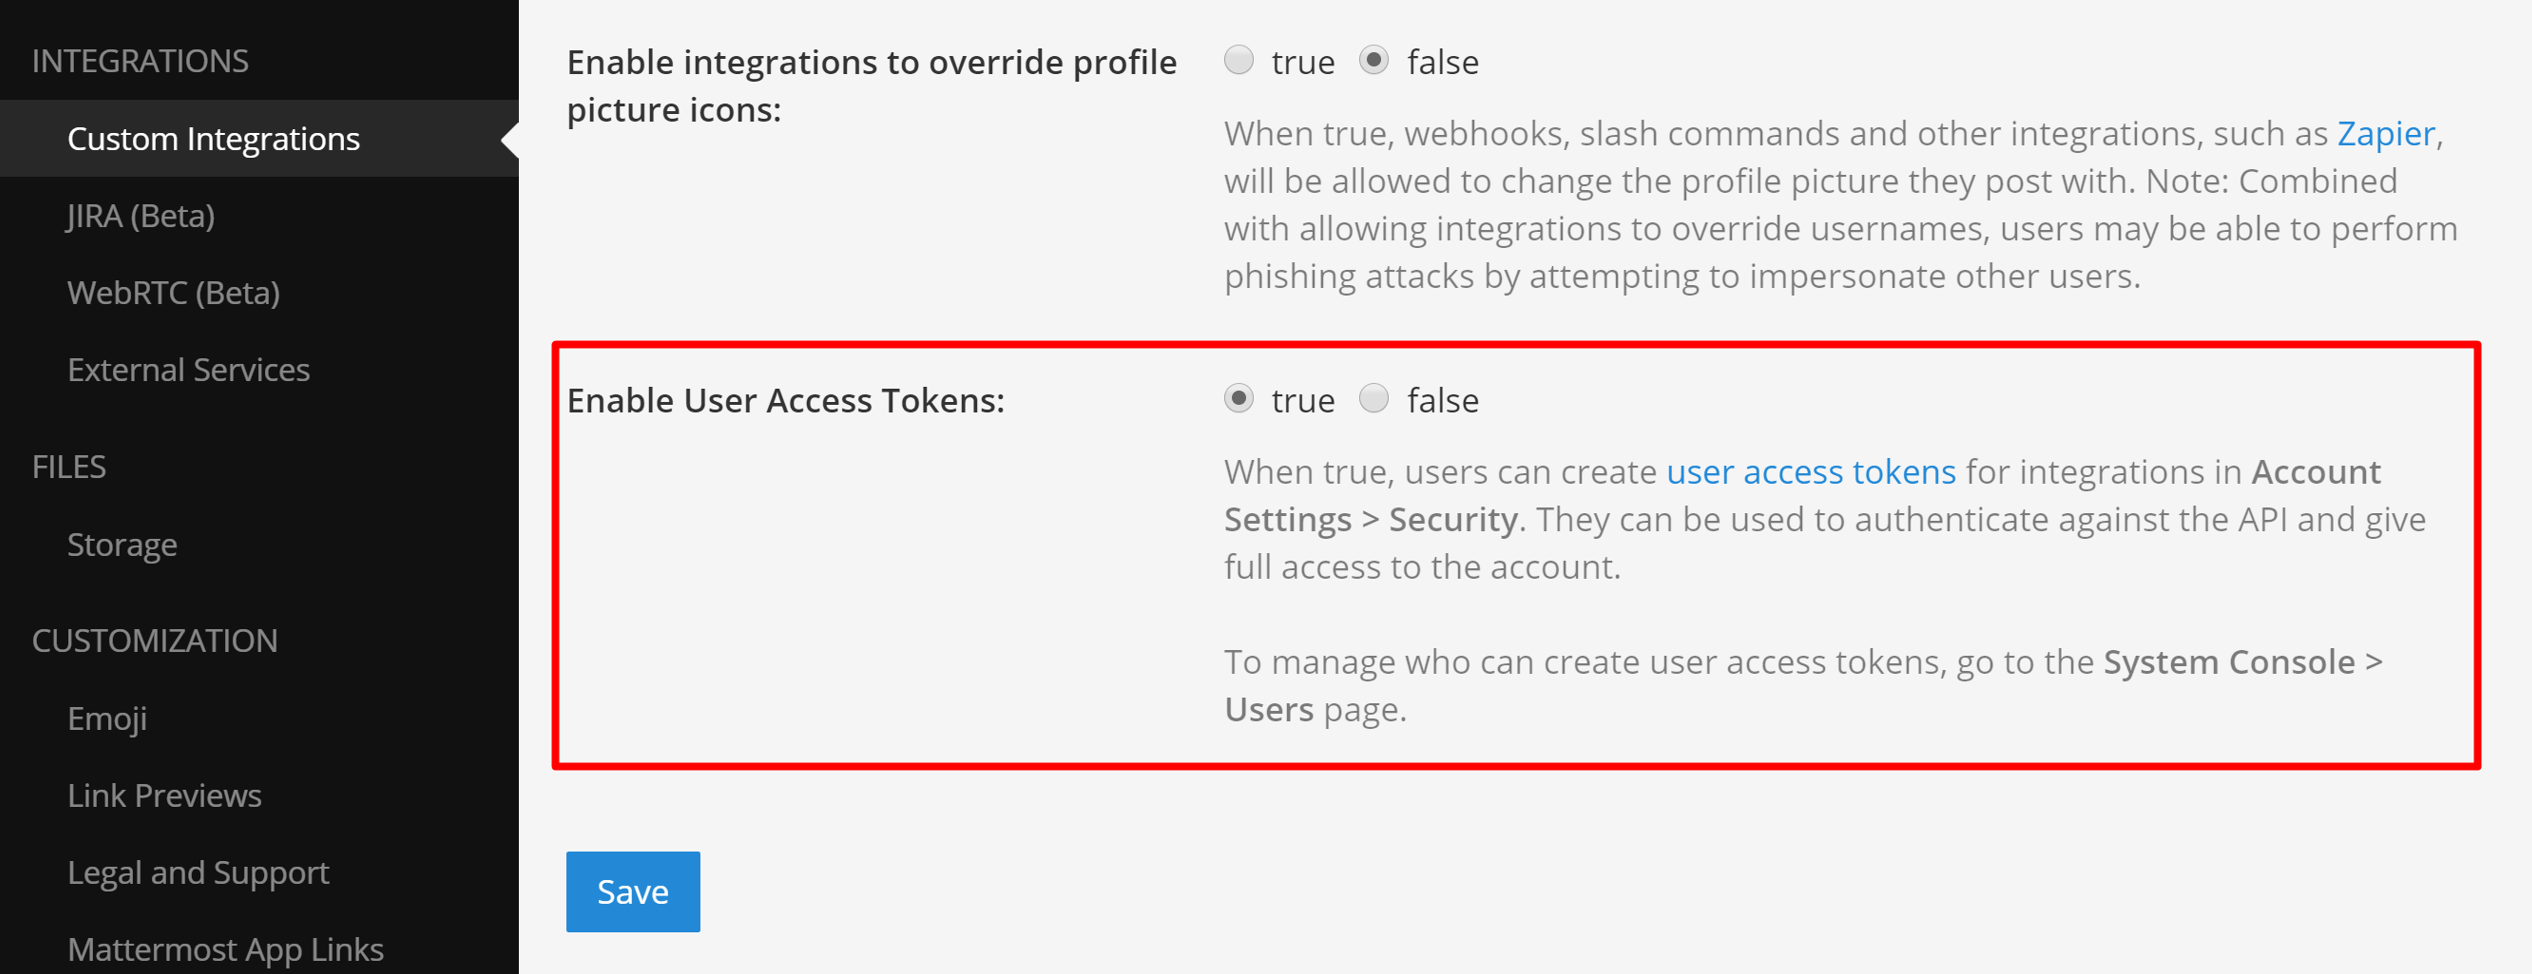 INTEGRATIONS
Custom Integrations
JIRA (Beta)
WebRTC (Beta)
External Services
FILES
Storage
CUSTOMIZATION
Emoji
Link Previews
Legal and Support
Mattermost App Links
Enable integrations to override profile
picture icons:
true false
When true, webhooks, slash commands and other integrations, such as Zapier,
will be allowed to change the profile picture they post with. Note: Combined
with allowing integrations to override usernames, users may be able to perform
phishing attacks by attempting to impersonate other users.
Enable User Access Tokens:
true false
When true, users can create user access tokens for integrations in Account
Settings > Security. They can be used to authenticate against the API and give
full access to the account.
To manage who can create user access tokens, go to the System Console >
Users page.
Save